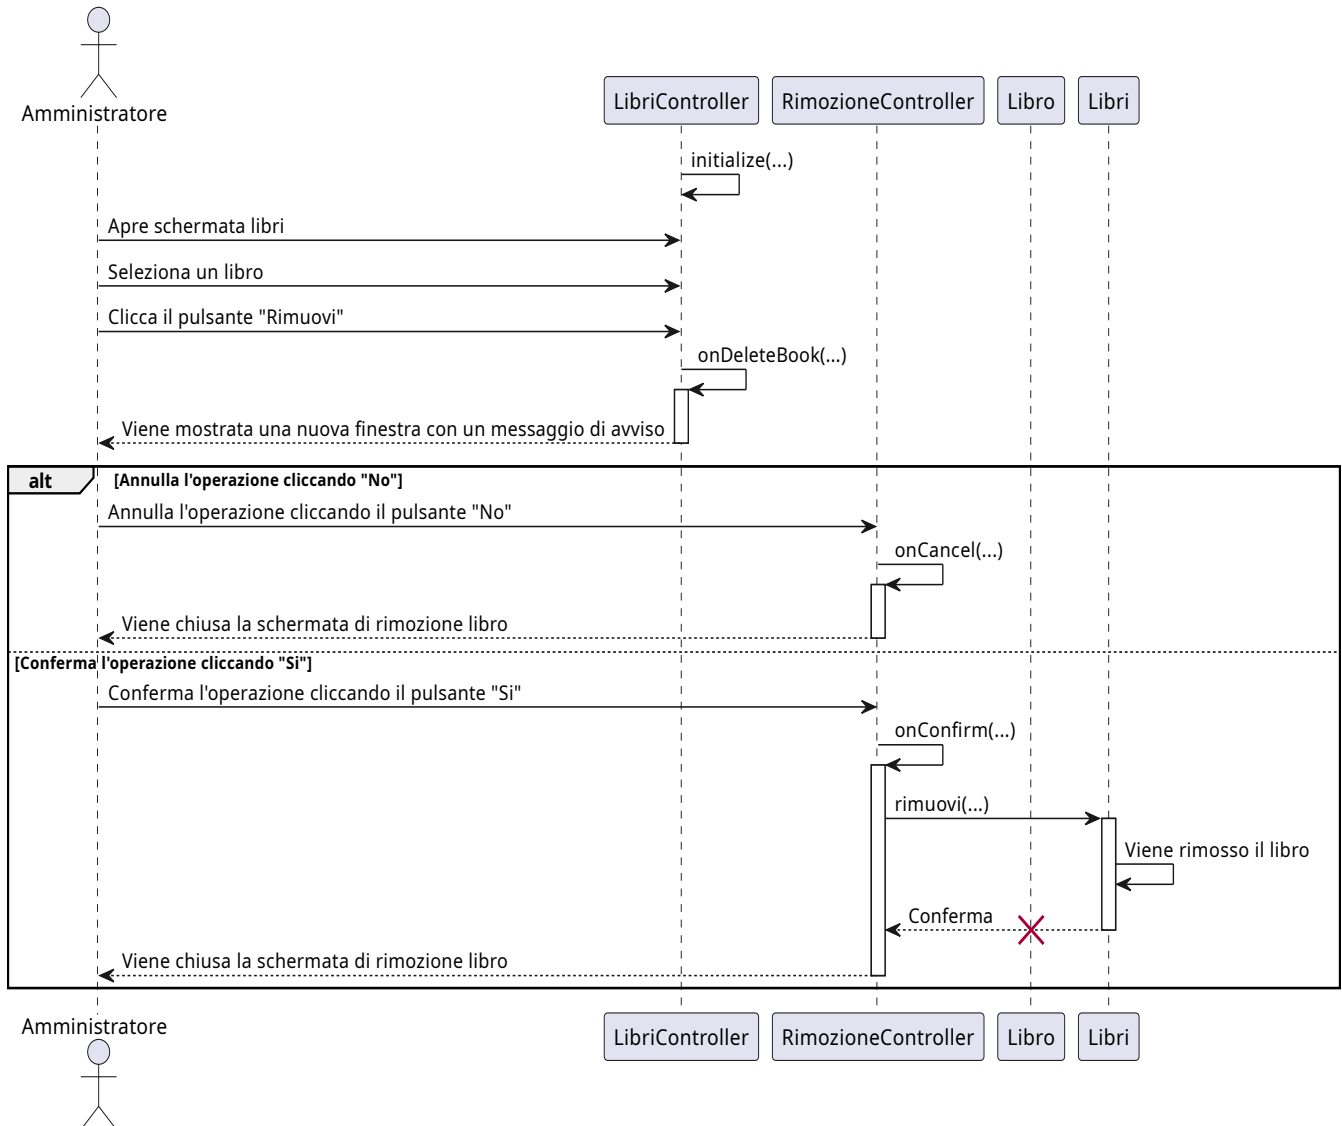 Amministratore
LibriController
RimozioneController
Libro
Libri
initialize(...)
Apre schermata libri
Seleziona un libro
Clicca il pulsante "Rimuovi"
onDeleteBook(...)
Viene mostrata una nuova finestra con un messaggio di avviso
alt
[Annulla l'operazione cliccando "No"]
Annulla l'operazione cliccando il pulsante "No"
onCancel(...)
Viene chiusa la schermata di rimozione libro
[Conferma l'operazione cliccando "Si"]
Conferma l'operazione cliccando il pulsante "Si"
onConfirm(...)
rimuovi(...)
Viene rimosso il libro
Conferma
Viene chiusa la schermata di rimozione libro
Amministratore
LibriController
RimozioneController
Libro
Libri